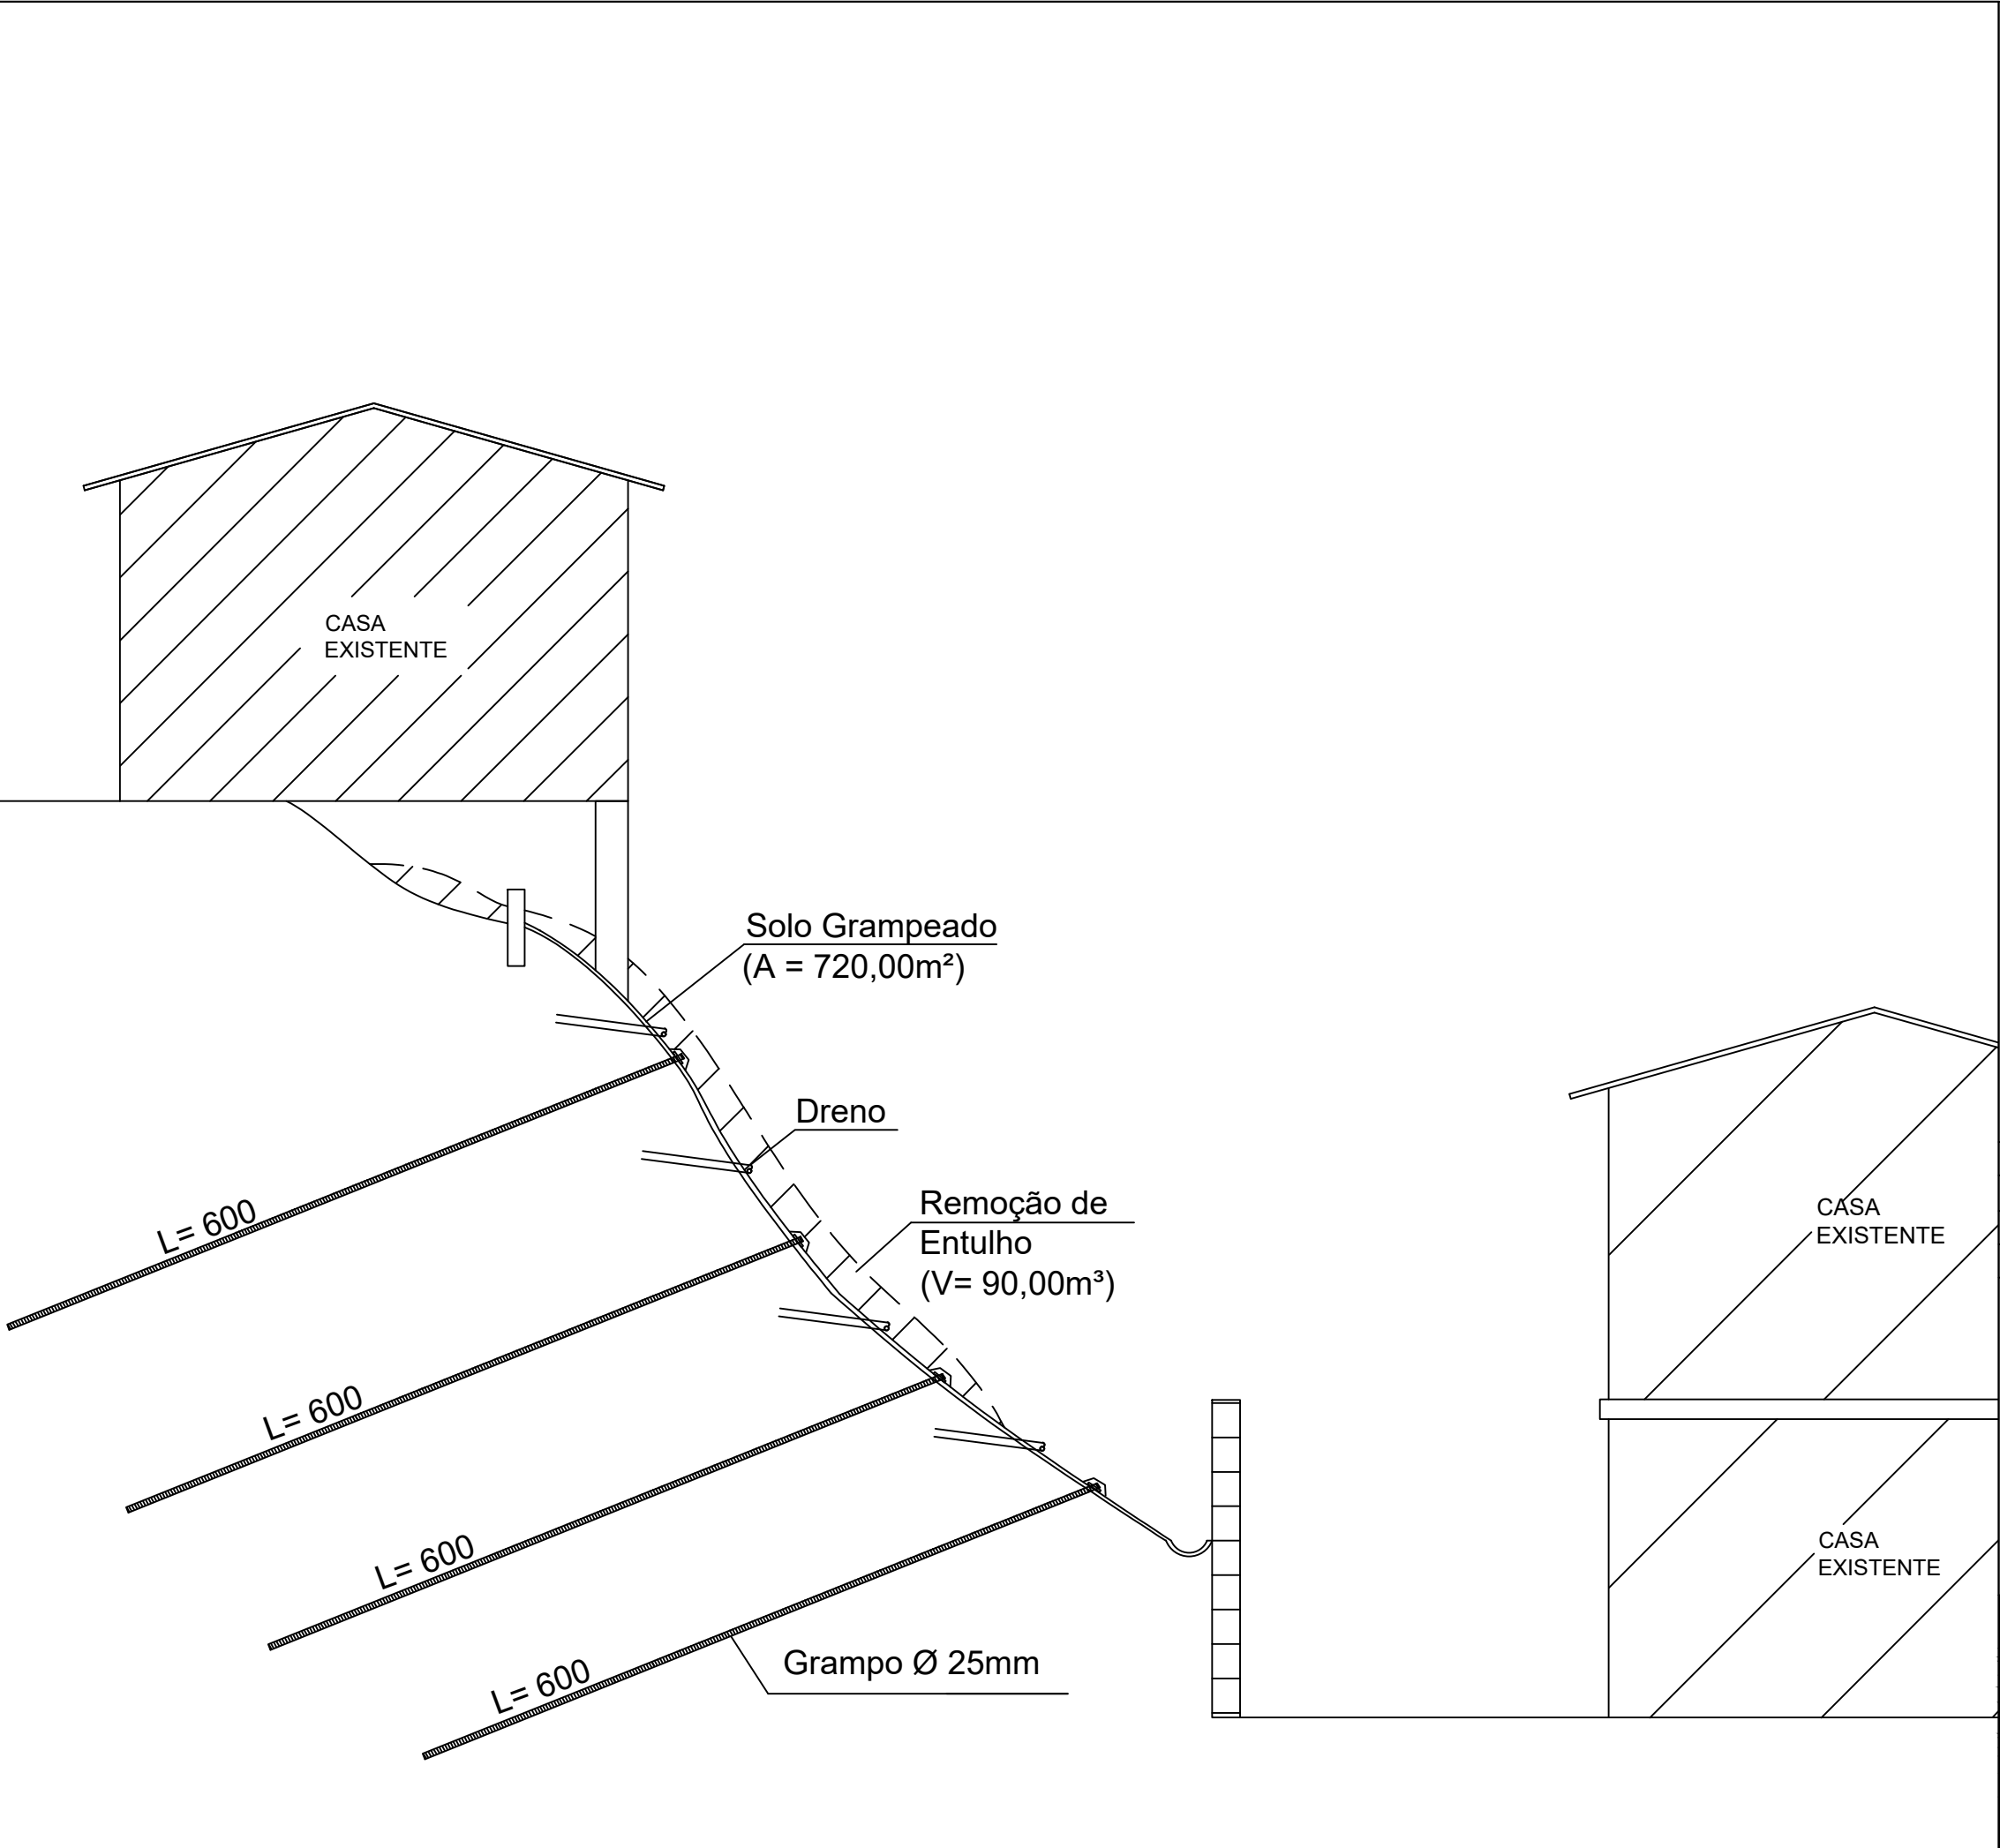 CASA
EXISTENTE
Solo Grampeado
(A = 720,00m²)
Dreno
Remoção de
Entulho
(V= 90,00m³)
L= 600
L= 600
L= 600
L= 600
Grampo Ø 25mm
CASA
EXISTENTE
CASA
EXISTENTE